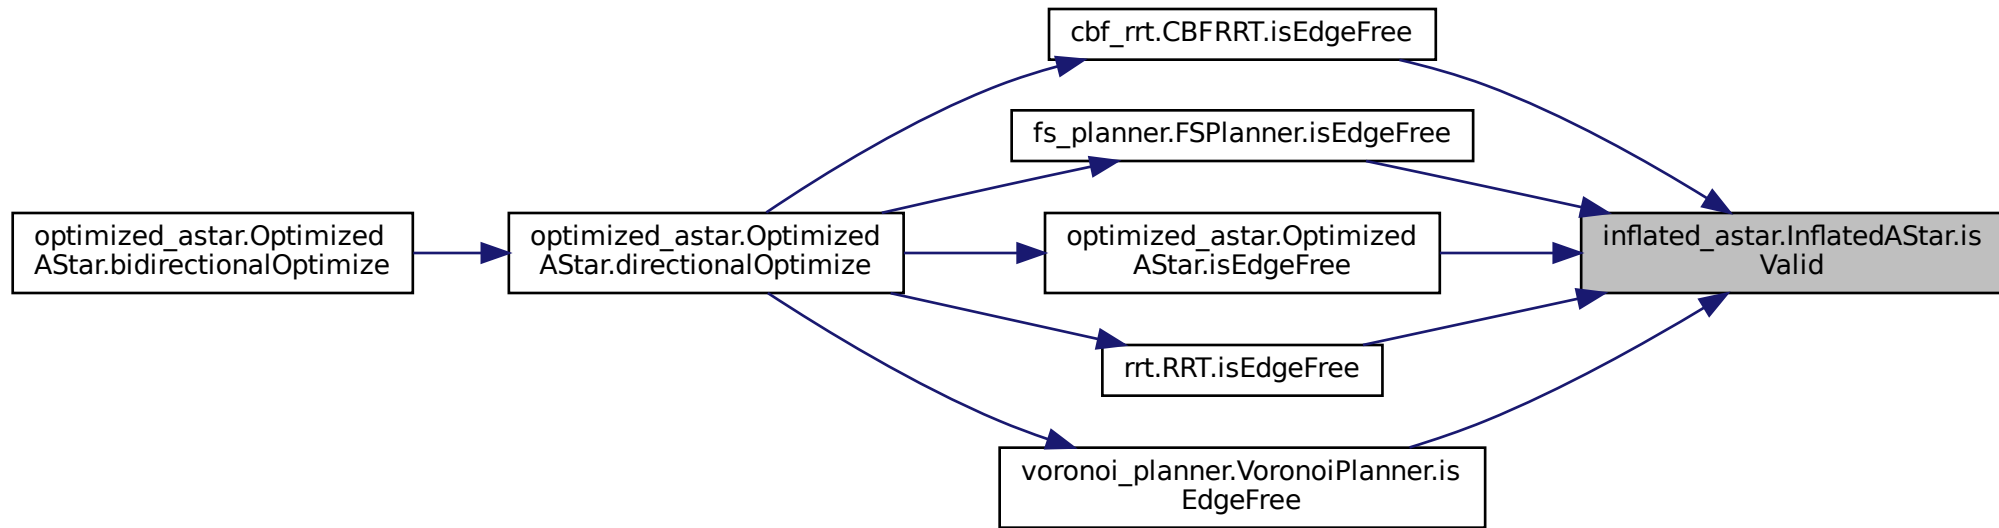 cbf_rrt.CBFRRT.isEdgeFree
fs_planner.FSPlanner.isEdgeFree
optimized_astar.Optimized
AStar.bidirectionalOptimize
optimized_astar.Optimized
AStar.directionalOptimize
optimized_astar.Optimized
AStar.isEdgeFree
inflated_astar.InflatedAStar.is
Valid
rrt.RRT.isEdgeFree
voronoi_planner.VoronoiPlanner.is
EdgeFree